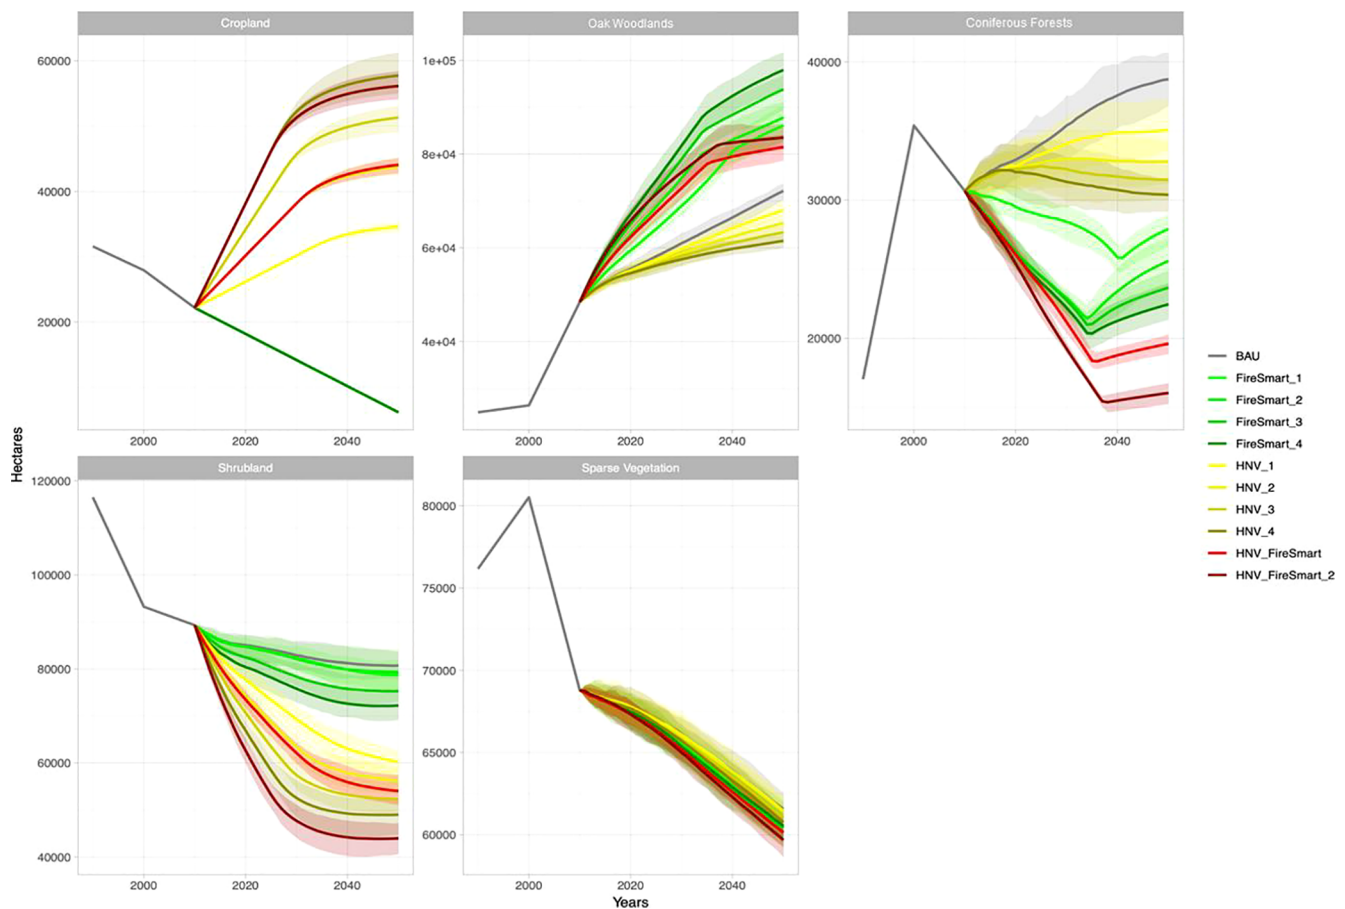 Cropland
Oak Woodlands
Coniferous Forests
60000
40000
20000
2000 2020 2040
1e+05
8e+04
6e+04
4e+04
2000 2020 2040
40000
30000
20000
2000 2020 2040
Hectares
Shrubland
Sparse Vegetation
120000
100000
80000
60000
40000
2000 2020 2040
80000
75000
70000
65000
60000
2000 2020 2040
Years
BAU
FireSmart_1
FireSmart_2
FireSmart_3
FireSmart_4
HNV_1
HNV_2
HNV_3
HNV_4
HNV_FireSmart
HNV_FireSmart_2